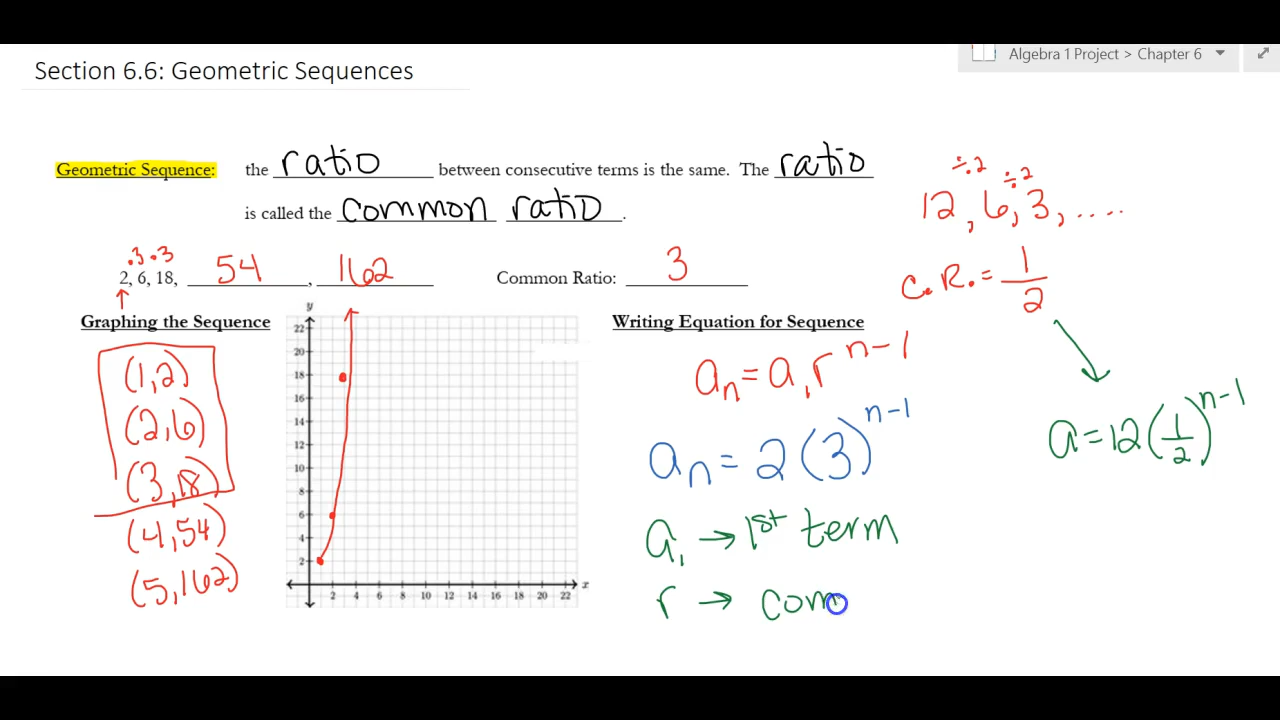 Section 6.6: Geometric Sequences
Algebra 1 Project > Chapter 6
Geometric Sequence: the ratio between consecutive terms is the same. The ratio
is called the common ratio.
·3 ·3
2, 6, 18, 54, 162 Common Ratio: 3
÷2 ÷2
12, 6, 3, ....
C.R. = 1/2
Graphing the Sequence
(1,2)
(2,6)
(3,18)
(4,54)
(5,162)
y
22
20
18
16
14
12
10
8
6
4
2
2 4 6 8 10 12 14 16 18 20 22 x
Writing Equation for Sequence
aₙ = a₁rⁿ⁻¹
aₙ = 2(3)ⁿ⁻¹
a₁ → 1st term
r → com
a = 12(1/2)ⁿ⁻¹